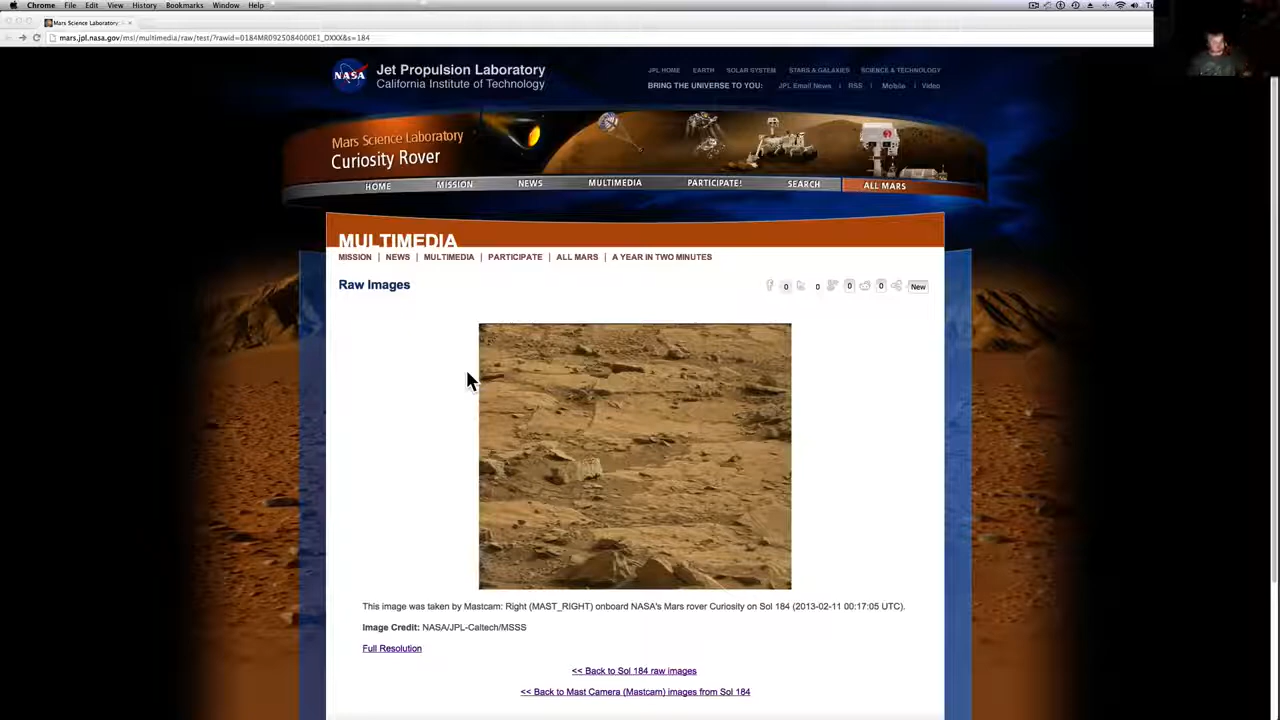 Chrome File Edit View History Bookmarks Window Help
Mars Science Laboratory:
mars.jpl.nasa.gov/msl/multimedia/raw/test/?rawid=0184MR0925084000E1_DXXX&s=184
NASA
Jet Propulsion Laboratory
California Institute of Technology
JPL HOME EARTH SOLAR SYSTEM STARS & GALAXIES SCIENCE & TECHNOLOGY
BRING THE UNIVERSE TO YOU: JPL Email News | RSS | Mobile | Video
Mars Science Laboratory
Curiosity Rover
HOME MISSION NEWS MULTIMEDIA PARTICIPATE! SEARCH ALL MARS
MULTIMEDIA
MISSION | NEWS | MULTIMEDIA | PARTICIPATE | ALL MARS | A YEAR IN TWO MINUTES
Raw Images
0 0 0 0 New
This image was taken by Mastcam: Right (MAST_RIGHT) onboard NASA's Mars rover Curiosity on Sol 184 (2013-02-11 00:17:05 UTC).
Image Credit: NASA/JPL-Caltech/MSSS
Full Resolution
<< Back to Sol 184 raw images
<< Back to Mast Camera (Mastcam) images from Sol 184